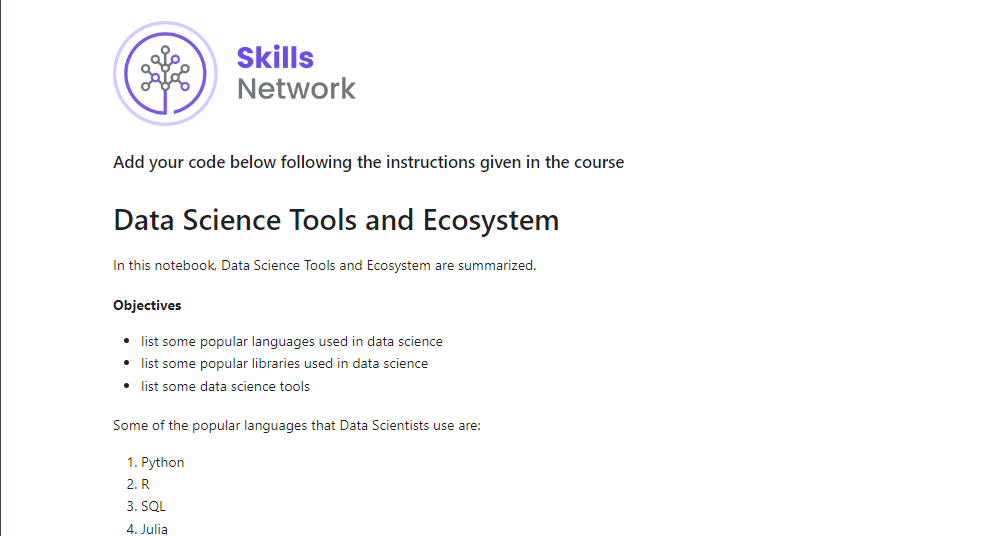 Skills
Network
Add your code below following the instructions given in the course
Data Science Tools and Ecosystem
In this notebook, Data Science Tools and Ecosystem are summarized.
Objectives
• list some popular languages used in data science
• list some popular libraries used in data science
• list some data science tools
Some of the popular languages that Data Scientists use are:
1. Python
2. R
3. SQL
4. Julia